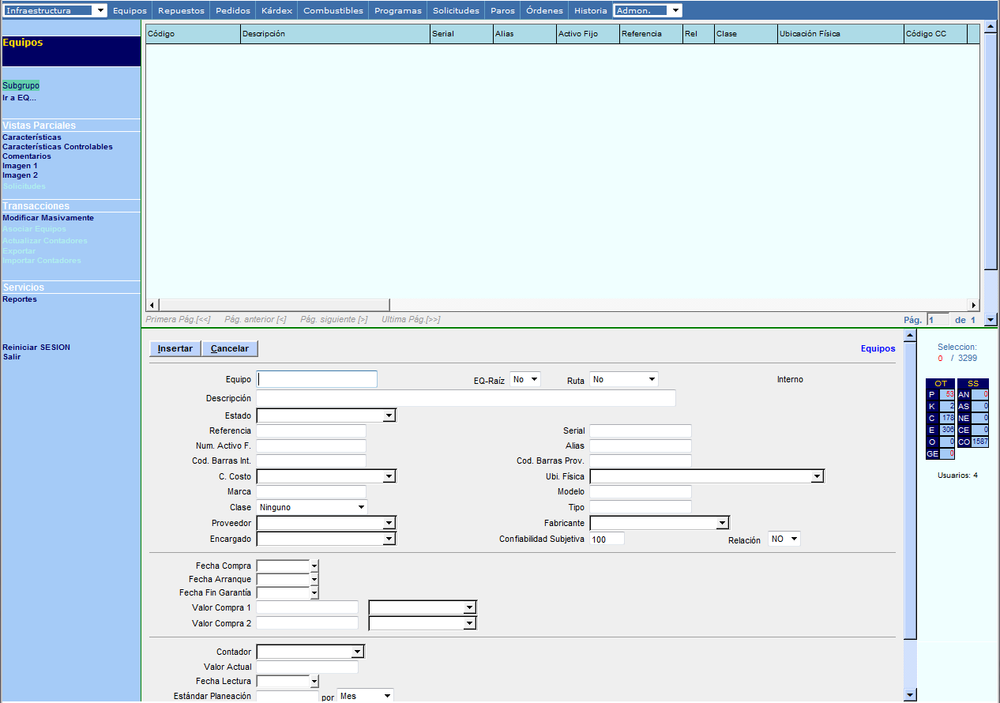 Infraestructura Equipos Repuestos Pedidos Kárdex Combustibles Programas Solicitudes Paros Órdenes Historia Admon.
Equipos
Subgrupo
Ir a EQ...
Vistas Parciales
Características
Características Controlables
Comentarios
Imagen 1
Imagen 2
Solicitudes
Transacciones
Modificar Masivamente
Asociar Equipos
Actualizar Contadores
Exportar
Importar Contadores
Servicios
Reportes
Reiniciar SESION
Salir
Código Descripción Serial Alias Activo Fijo Referencia Rel Clase Ubicación Física Código CC
Primera Pág.[<<] Pág. anterior [<] Pág. siguiente [>] Ultima Pág.[>>] Pág. 1 de 1
Insertar Cancelar Equipos
Equipo EQ-Raíz No Ruta No Interno
Descripción
Estado
Referencia Serial
Num. Activo F. Alias
Cod. Barras Int. Cod. Barras Prov.
C. Costo Ubi. Física
Marca Modelo
Clase Ninguno Tipo
Proveedor Fabricante
Encargado Confiabilidad Subjetiva 100 Relación NO
Fecha Compra
Fecha Arranque
Fecha Fin Garantía
Valor Compra 1
Valor Compra 2
Contador
Valor Actual
Fecha Lectura
Estándar Planeación por Mes
Seleccion:
0 / 3299
OT SS
P 53 AN 0
K 2 AS 0
C 178 NE 0
E 306 CE 0
O 0 CO 1587
GE 0
Usuarios: 4